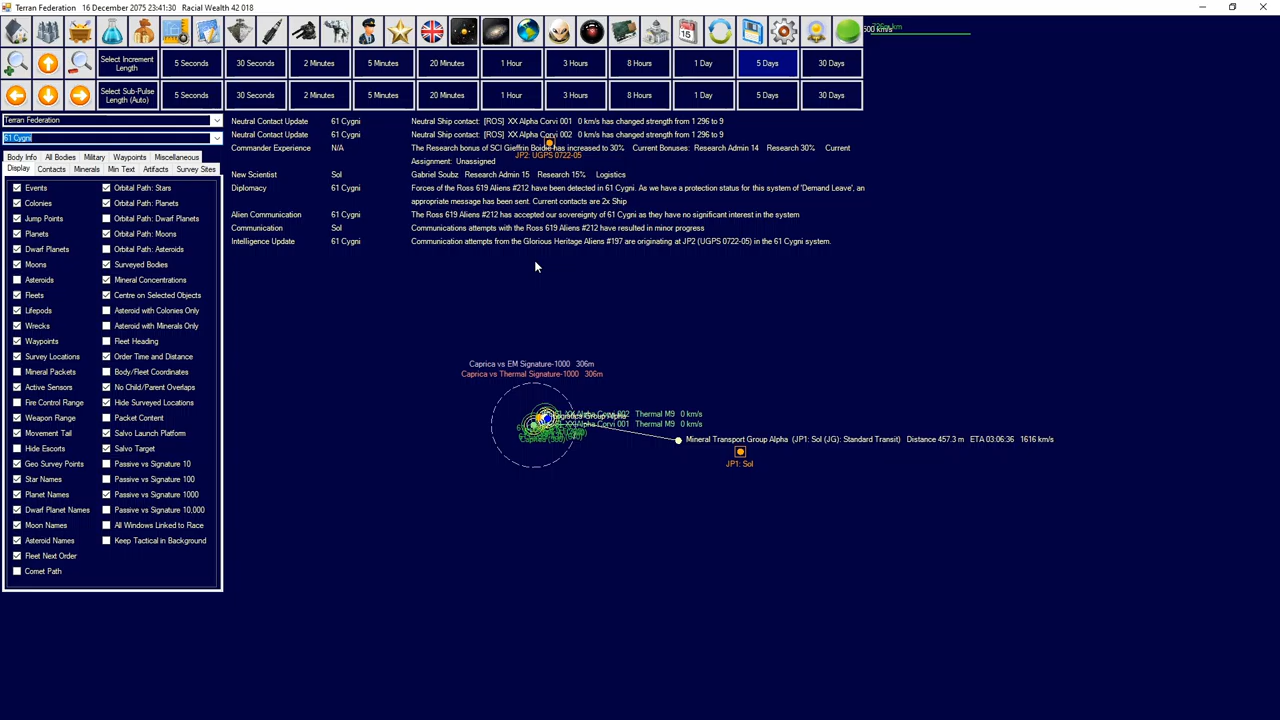 Terran Federation 16 December 2075 23:41:30 Racial Wealth 42 018
500 km/s
Select Increment Length 5 Seconds 30 Seconds 2 Minutes 5 Minutes 20 Minutes 1 Hour 3 Hours 8 Hours 1 Day 5 Days 30 Days
Select Sub-Pulse Length (Auto) 5 Seconds 30 Seconds 2 Minutes 5 Minutes 20 Minutes 1 Hour 3 Hours 8 Hours 1 Day 5 Days 30 Days
Terran Federation
61 Cygni
Body Info All Bodies Military Waypoints Miscellaneous
Display Contacts Minerals Min Text Artifacts Survey Sites
Events Orbital Path: Stars
Colonies Orbital Path: Planets
Jump Points Orbital Path: Dwarf Planets
Planets Orbital Path: Moons
Dwarf Planets Orbital Path: Asteroids
Moons Surveyed Bodies
Asteroids Mineral Concentrations
Fleets Centre on Selected Objects
Lifepods Asteroid with Colonies Only
Wrecks Asteroid with Minerals Only
Waypoints Fleet Heading
Survey Locations Order Time and Distance
Mineral Packets Body/Fleet Coordinates
Active Sensors No Child/Parent Overlaps
Fire Control Range Hide Surveyed Locations
Weapon Range Packet Content
Movement Tail Salvo Launch Platform
Hide Escorts Salvo Target
Geo Survey Points Passive vs Signature 10
Star Names Passive vs Signature 100
Planet Names Passive vs Signature 1000
Dwarf Planet Names Passive vs Signature 10,000
Moon Names All Windows Linked to Race
Asteroid Names Keep Tactical in Background
Fleet Next Order
Comet Path
Neutral Contact Update 61 Cygni Neutral Ship contact: [ROS] XX Alpha Corvi 001 0 km/s has changed strength from 1 296 to 9
Neutral Contact Update 61 Cygni Neutral Ship contact: [ROS] XX Alpha Corvi 002 0 km/s has changed strength from 1 296 to 9
Commander Experience N/A The Research bonus of SCI Gieffrin Boidie has increased to 30% Current Bonuses: Research Admin 14 Research 30% Current
Assignment: Unassigned
JP2: UGPS 0722-05
New Scientist Sol Gabriel Soubz Research Admin 15 Research 15% Logistics
Diplomacy 61 Cygni Forces of the Ross 619 Aliens #212 have been detected in 61 Cygni. As we have a protection status for this system of 'Demand Leave', an
appropriate message has been sent. Current contacts are 2x Ship
Alien Communication 61 Cygni The Ross 619 Aliens #212 has accepted our sovereignty of 61 Cygni as they have no significant interest in the system
Communication Sol Communications attempts with the Ross 619 Aliens #212 have resulted in minor progress
Intelligence Update 61 Cygni Communication attempts from the Glorious Heritage Aliens #197 are originating at JP2 (UGPS 0722-05) in the 61 Cygni system.
Caprica vs EM Signature-1000 306m
Caprica vs Thermal Signature-1000 306m
XX Alpha Corvi 002 Thermal M9 0 km/s
XX Alpha Corvi 001 Thermal M9 0 km/s
Mineral Transport Group Alpha (JP1: Sol (JG): Standard Transit) Distance 457.3 m ETA 03:06:36 1616 km/s
JP1: Sol